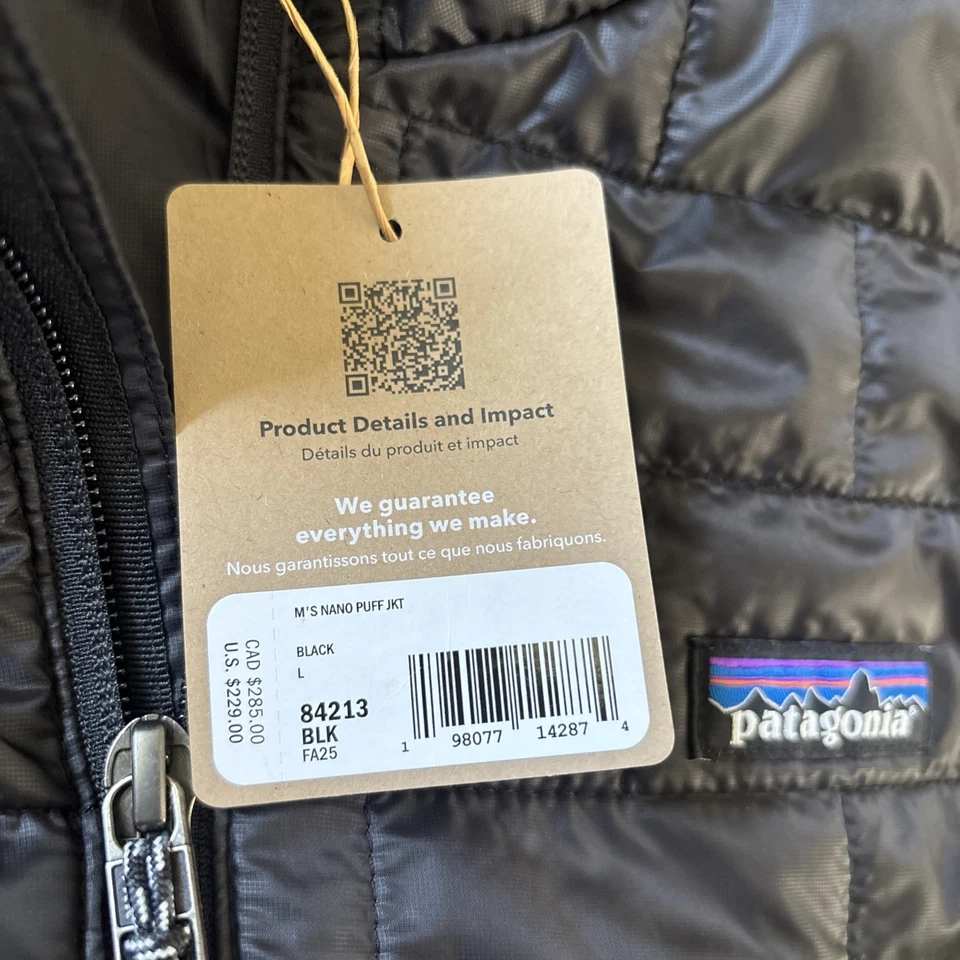 Product Details and Impact
Détails du produit et impact
We guarantee
everything we make.
Nous garantissons tout ce que nous fabriquons.
M'S NANO PUFF JKT
BLACK
L
84213
BLK
FA25
CAD $285.00
U.S. $229.00
1 98077 14287 4
patagonia®